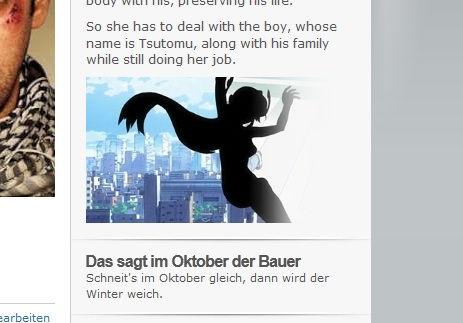 body with his, preserving his life.
So she has to deal with the boy, whose
name is Tsutomu, along with his family
while still doing her job.
Das sagt im Oktober der Bauer
Schneit's im Oktober gleich, dann wird der
Winter weich.
earbeiten